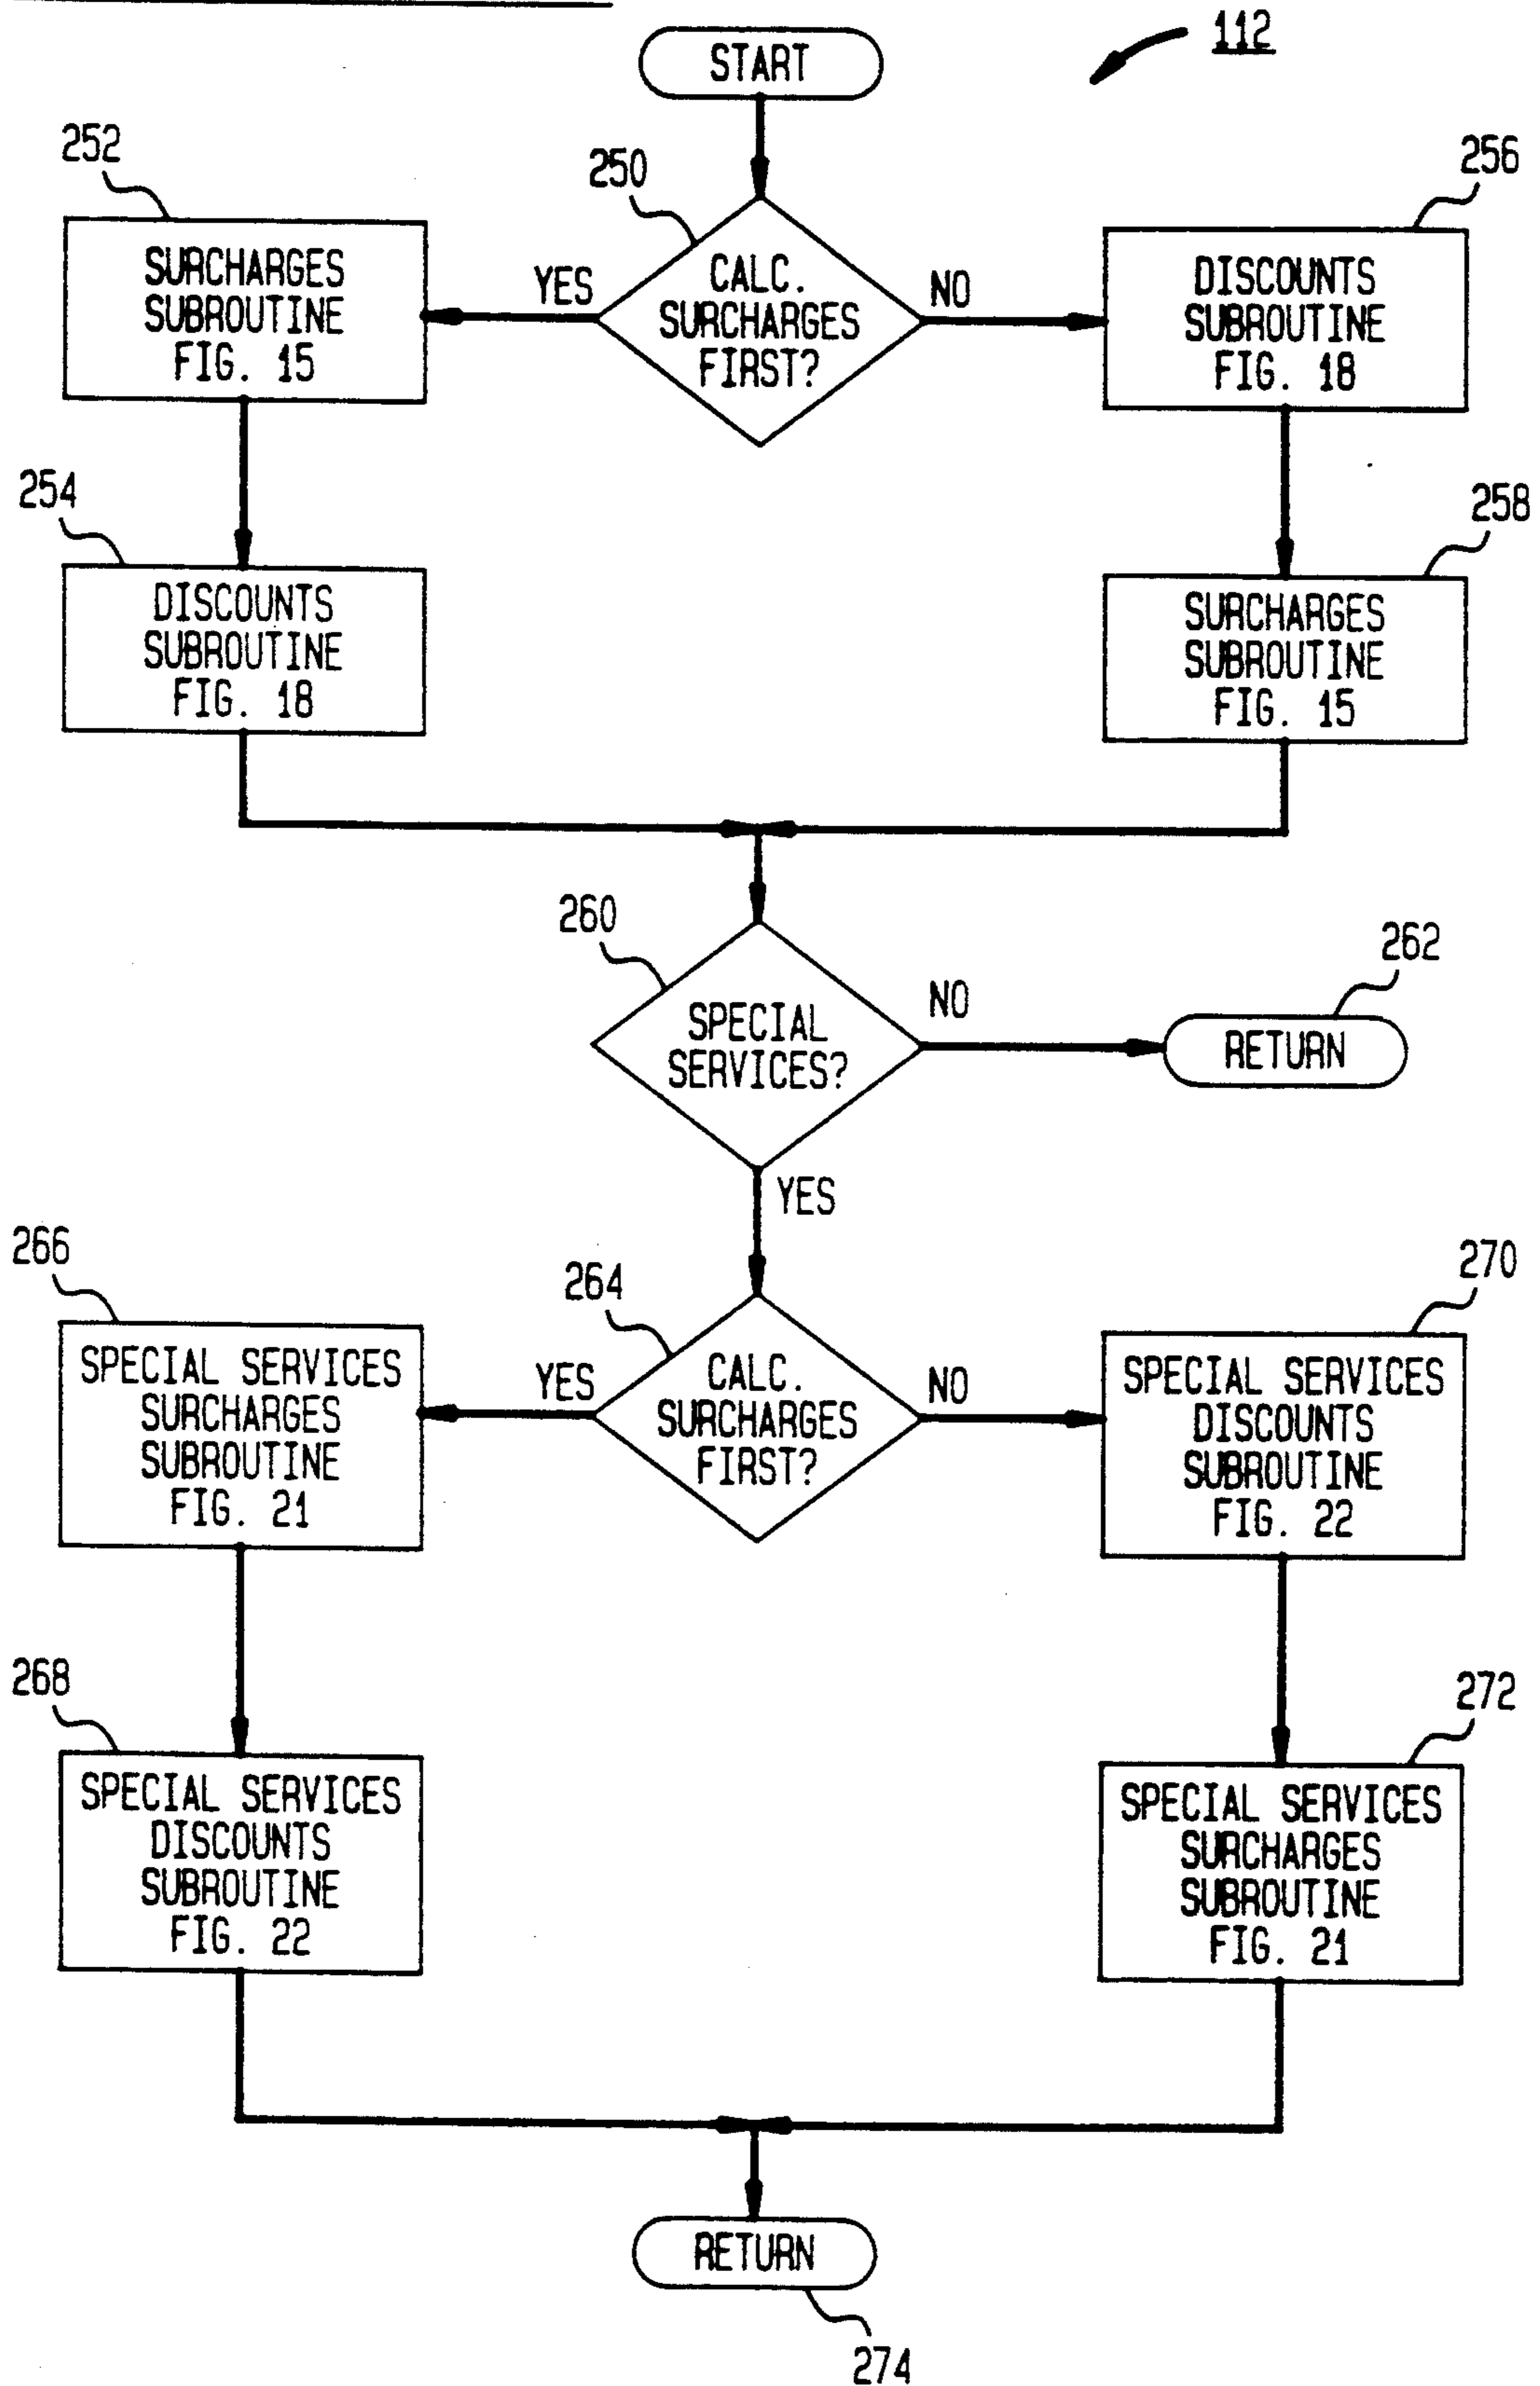 112
START
252
250
256
SURCHARGES
SUBROUTINE
FIG. 15
YES
CALC.
SURCHARGES
FIRST?
NO
DISCOUNTS
SUBROUTINE
FIG. 18
254
258
DISCOUNTS
SUBROUTINE
FIG. 18
SURCHARGES
SUBROUTINE
FIG. 15
260
262
SPECIAL
SERVICES?
NO
RETURN
YES
266
264
270
SPECIAL SERVICES
SURCHARGES
SUBROUTINE
FIG. 21
YES
CALC.
SURCHARGES
FIRST?
NO
SPECIAL SERVICES
DISCOUNTS
SUBROUTINE
FIG. 22
268
272
SPECIAL SERVICES
DISCOUNTS
SUBROUTINE
FIG. 22
SPECIAL SERVICES
SURCHARGES
SUBROUTINE
FIG. 21
RETURN
274